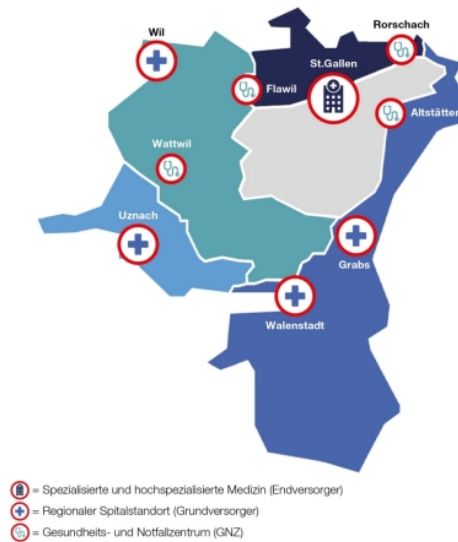 Rorschach
Wil
St.Gallen
Flawil
Altstätten
Wattwil
Uznach
Grabs
Walenstadt
= Spezialisierte und hochspezialisierte Medizin (Endversorger)
= Regionaler Spitalstandort (Grundversorger)
= Gesundheits- und Notfallzentrum (GNZ)